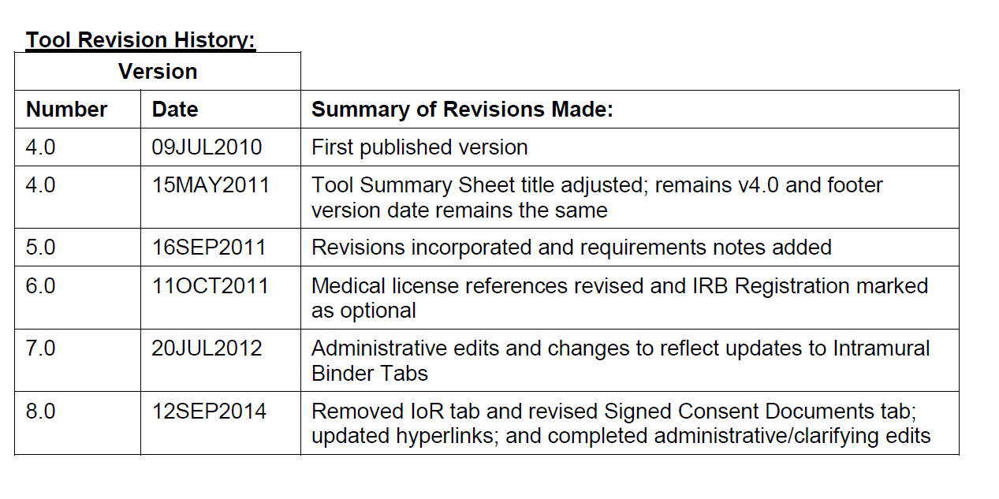 Tool Revision History:
Version
Number Date Summary of Revisions Made:
4.0 09JUL2010 First published version
4.0 15MAY2011 Tool Summary Sheet title adjusted; remains v4.0 and footer
version date remains the same
5.0 16SEP2011 Revisions incorporated and requirements notes added
6.0 11OCT2011 Medical license references revised and IRB Registration marked
as optional
7.0 20JUL2012 Administrative edits and changes to reflect updates to Intramural
Binder Tabs
8.0 12SEP2014 Removed IoR tab and revised Signed Consent Documents tab;
updated hyperlinks; and completed administrative/clarifying edits